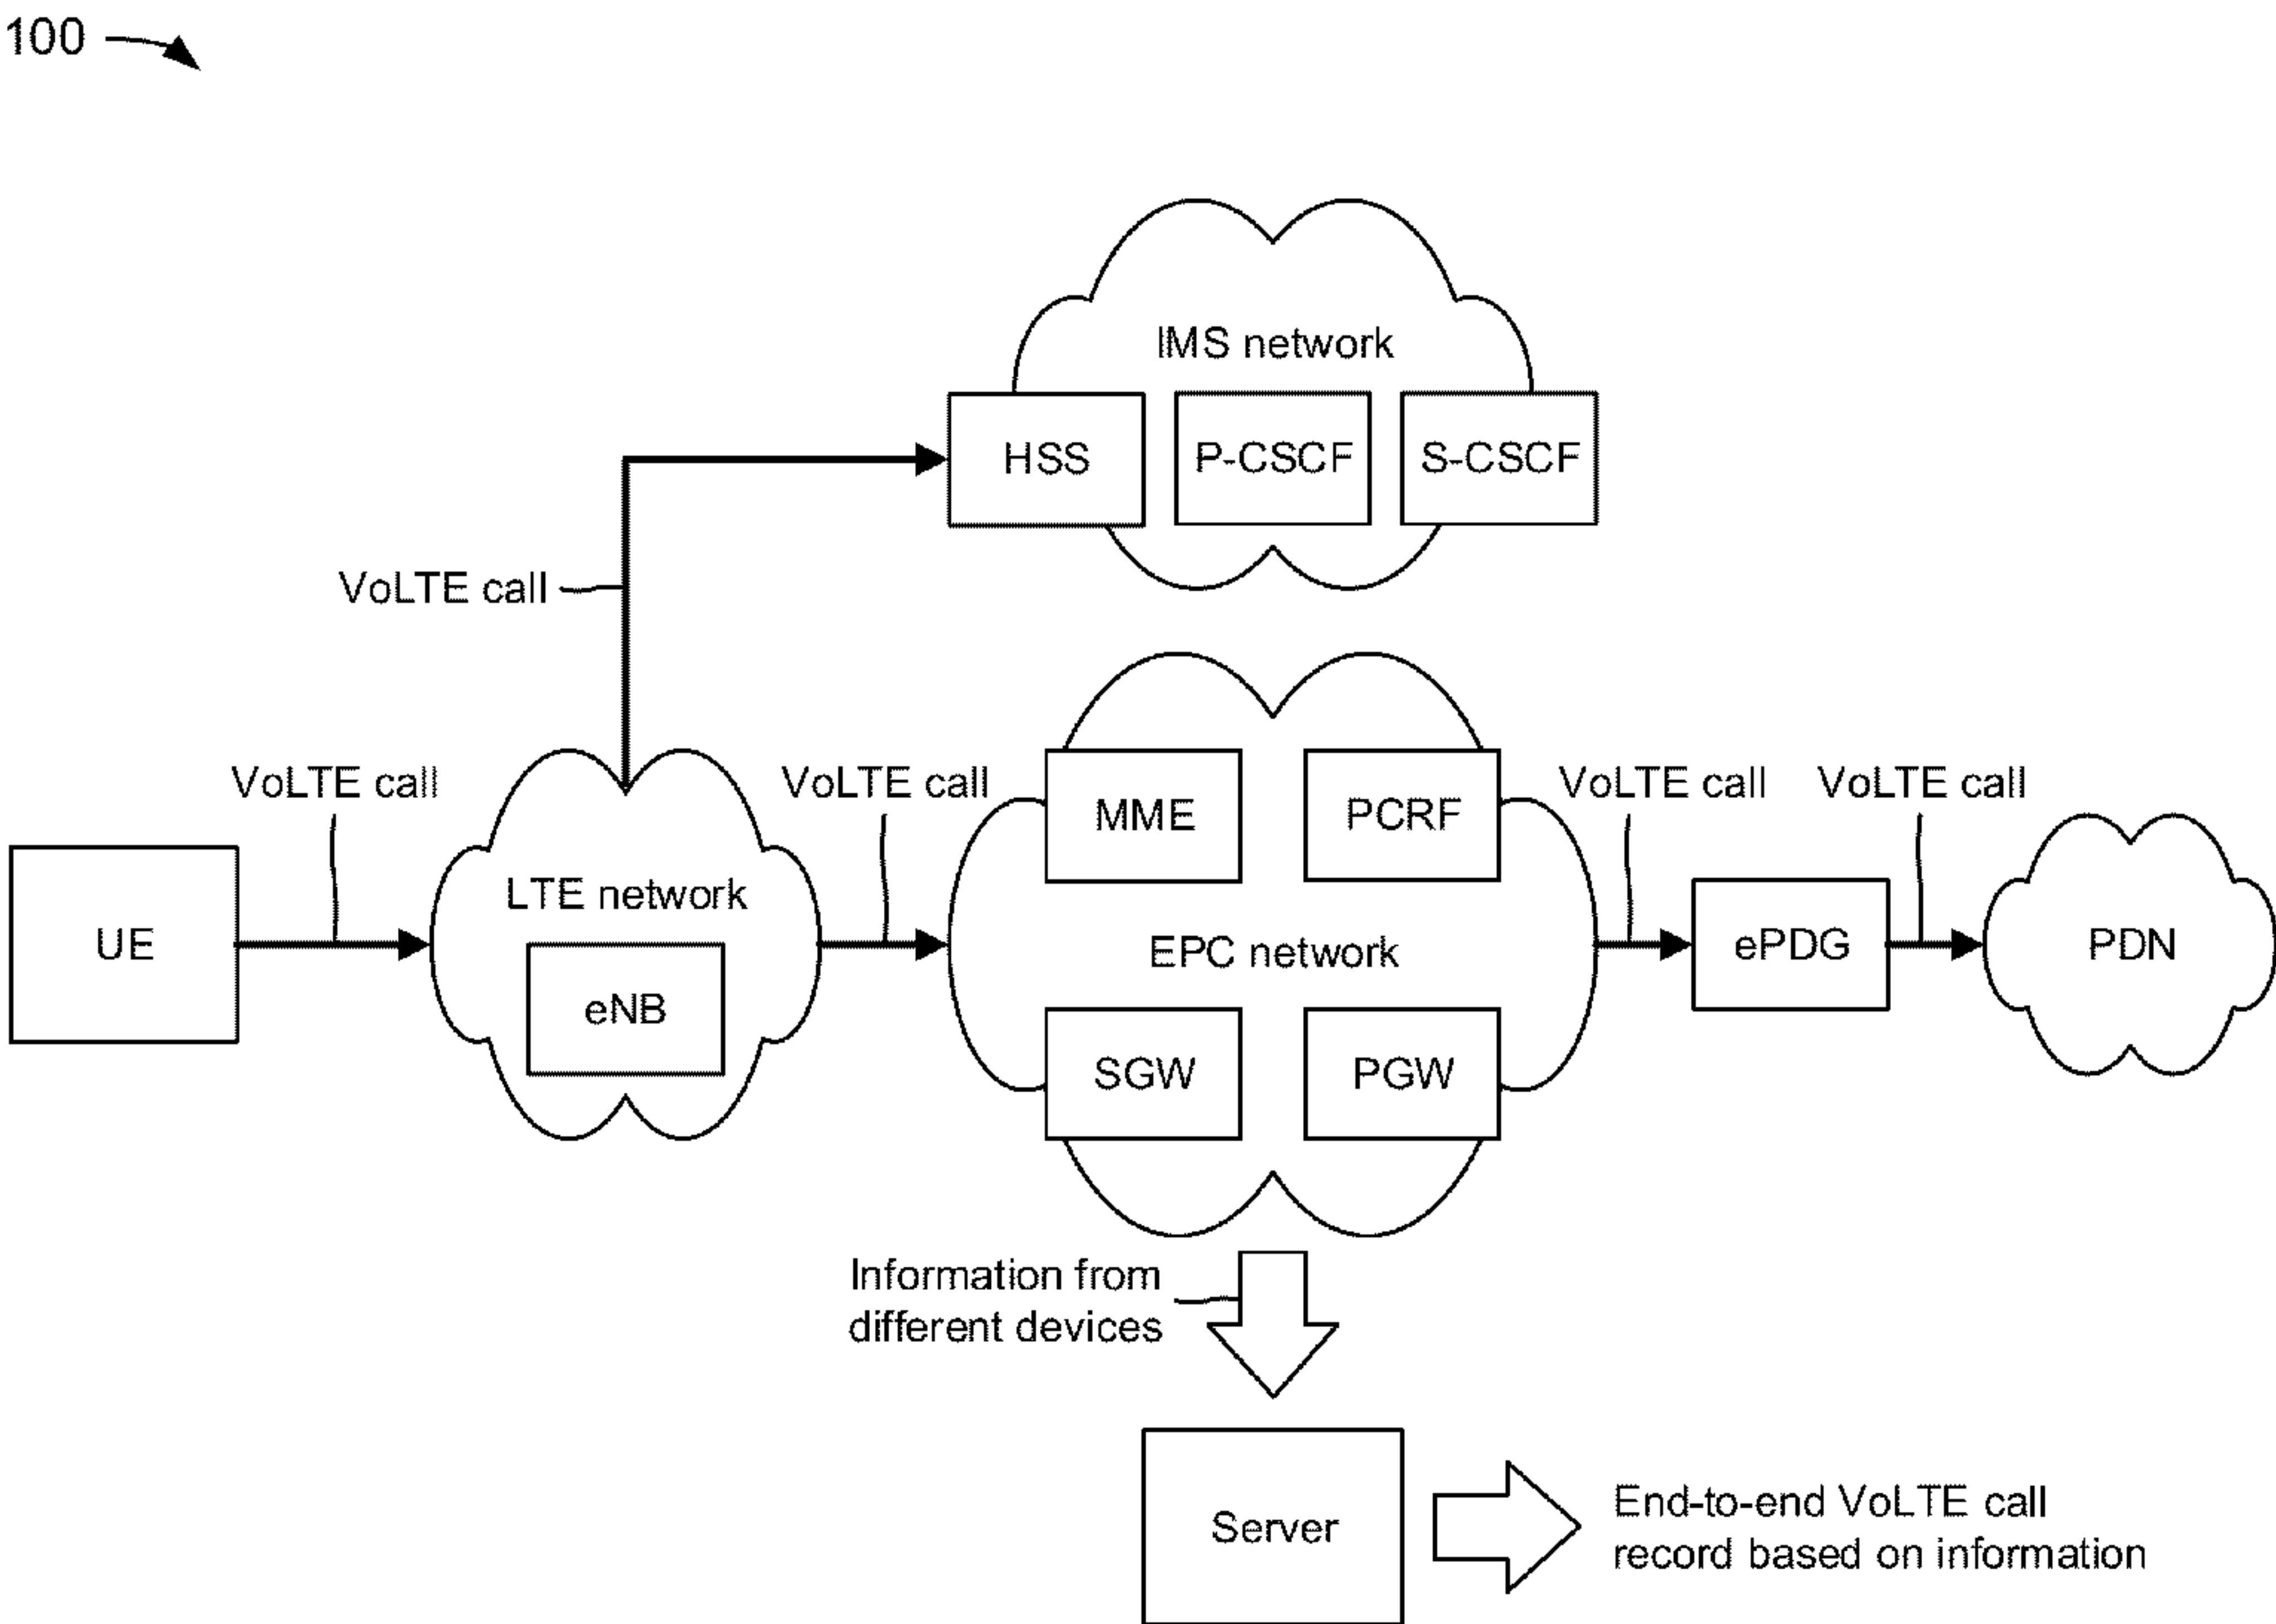 100
IMS network
HSS
P-CSCF
S-CSCF
VoLTE call
VoLTE call
VoLTE call
VoLTE call
VoLTE call
MME
PCRF
UE
LTE network
eNB
EPC network
ePDG
PDN
SGW
PGW
Information from
different devices
Server
End-to-end VoLTE call
record based on information